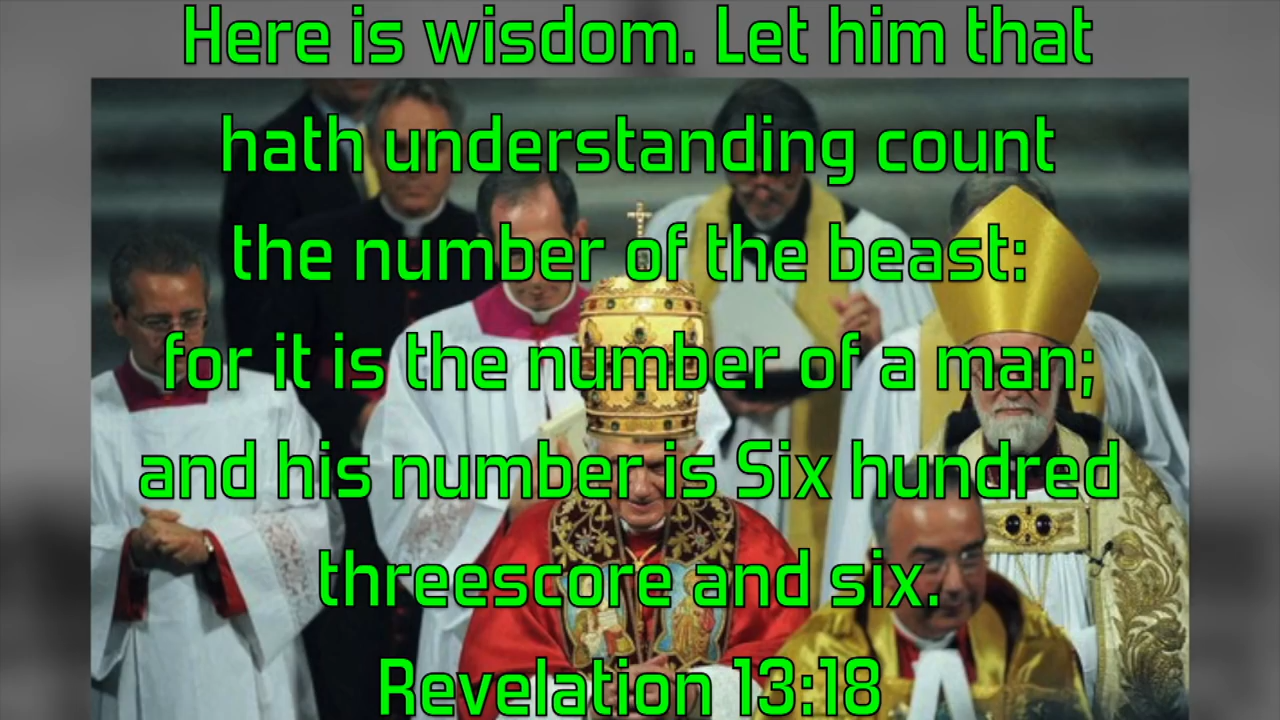 Here is wisdom. Let him that
hath understanding count
the number of the beast:
for it is the number of a man;
and his number is Six hundred
threescore and six.
Revelation 13:18